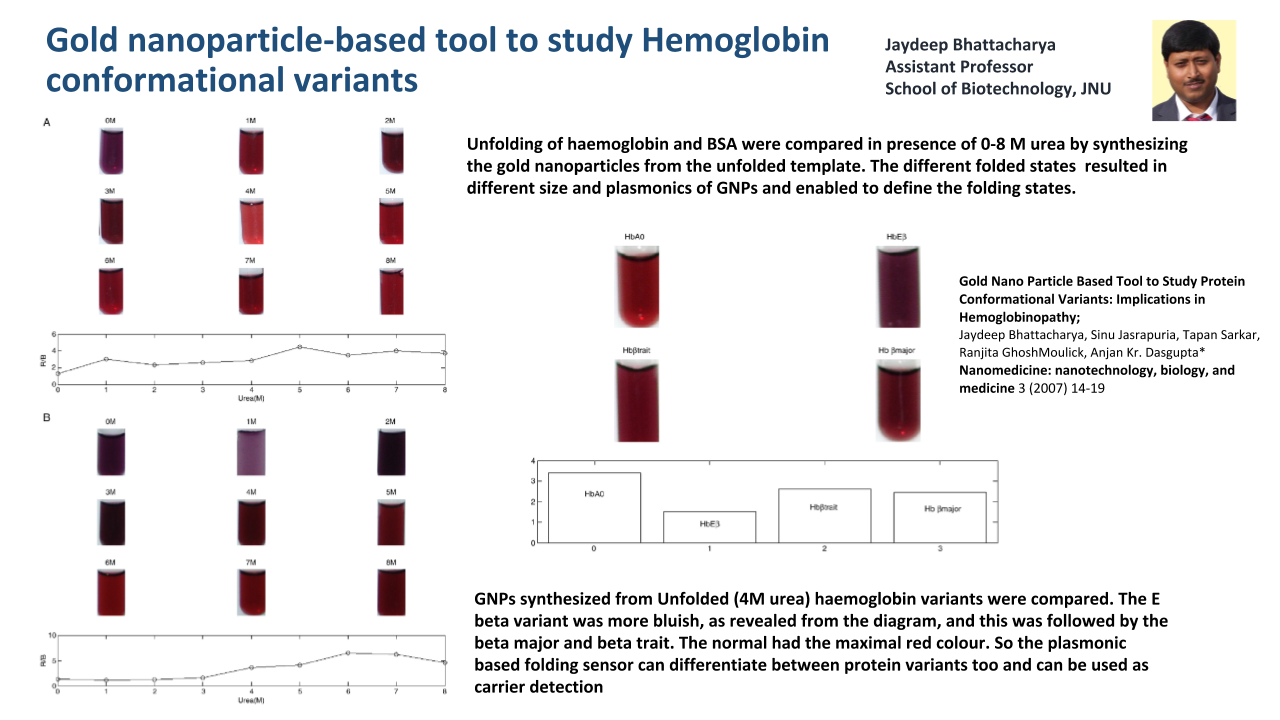 Gold nanoparticle-based tool to study Hemoglobin
conformational variants
Jaydeep Bhattacharya
Assistant Professor
School of Biotechnology, JNU
A
0M
1M
2M
3M
4M
5M
6M
7M
8M
6
4
2
0
R/B
0 1 2 3 4 5 6 7 8
Urea(M)
B
0M
1M
2M
3M
4M
5M
6M
7M
8M
10
5
0
R/B
0 1 2 3 4 5 6 7 8
Urea(M)
Unfolding of haemoglobin and BSA were compared in presence of 0-8 M urea by synthesizing
the gold nanoparticles from the unfolded template. The different folded states resulted in
different size and plasmonics of GNPs and enabled to define the folding states.
HbA0
HbEβ
Hbβtrait
Hb βmajor
Gold Nano Particle Based Tool to Study Protein
Conformational Variants: Implications in
Hemoglobinopathy;
Jaydeep Bhattacharya, Sinu Jasrapuria, Tapan Sarkar,
Ranjita GhoshMoulick, Anjan Kr. Dasgupta*
Nanomedicine: nanotechnology, biology, and
medicine 3 (2007) 14-19
4
3
2
1
0
HbA0
HbEβ
Hbβtrait
Hb βmajor
0 1 2 3
GNPs synthesized from Unfolded (4M urea) haemoglobin variants were compared. The E
beta variant was more bluish, as revealed from the diagram, and this was followed by the
beta major and beta trait. The normal had the maximal red colour. So the plasmonic
based folding sensor can differentiate between protein variants too and can be used as
carrier detection